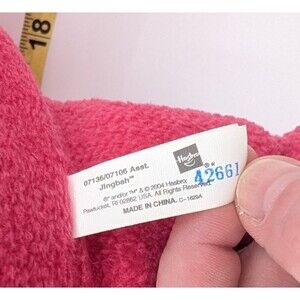 18
07136/07106 Asst.
Jingbah™
Hasbro
®*
®* and/or ™* & © 2004 Hasbro,
Pawtucket, RI 02862 USA. All Rights Reserved.
MADE IN CHINA. C-1629A
42661